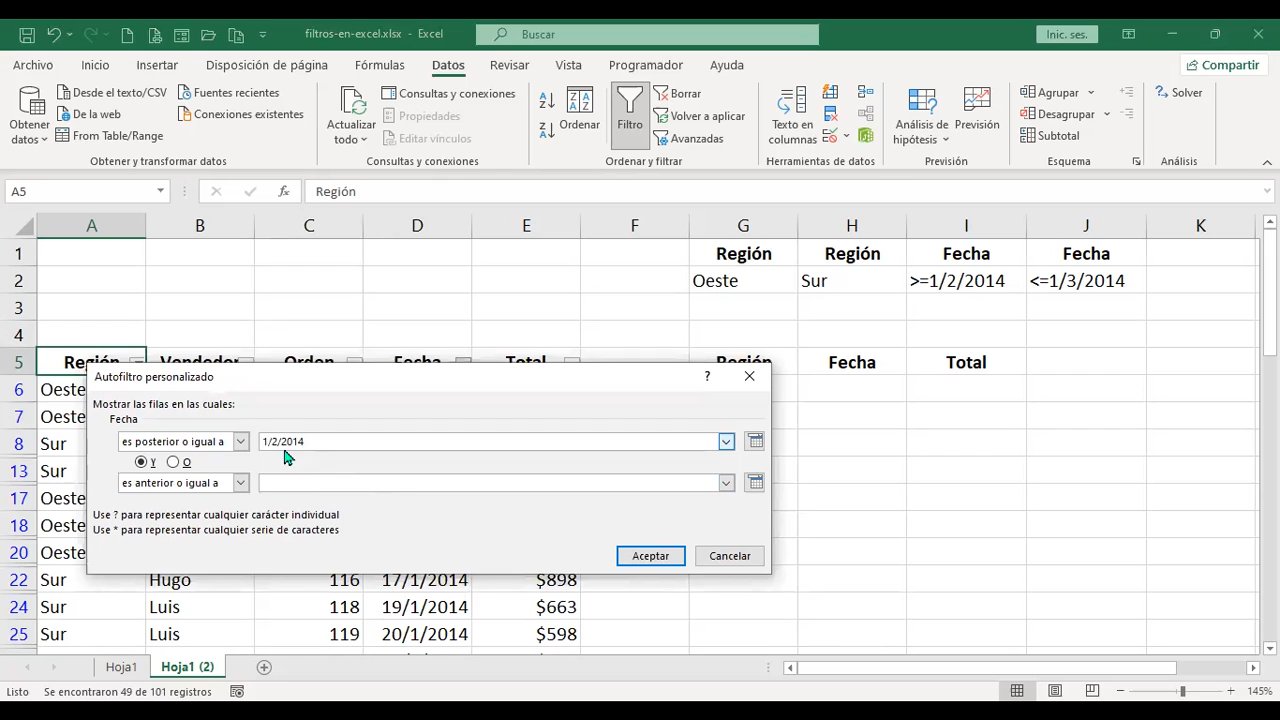 filtros-en-excel.xlsx - Excel
Buscar
Inic. ses.
Archivo Inicio Insertar Disposición de página Fórmulas Datos Revisar Vista Programador Ayuda
Compartir
Obtener datos
Desde el texto/CSV
De la web
From Table/Range
Fuentes recientes
Conexiones existentes
Obtener y transformar datos
Actualizar todo
Consultas y conexiones
Propiedades
Editar vínculos
Consultas y conexiones
Ordenar
Filtro
Borrar
Volver a aplicar
Avanzadas
Ordenar y filtrar
Texto en columnas
Herramientas de datos
Análisis de hipótesis
Previsión
Previsión
Agrupar
Desagrupar
Subtotal
Esquema
Solver
Análisis
A5
fx
Región
A B C D E F G H I J K
1 Región Región Fecha Fecha
2 Oeste Sur >=1/2/2014 <=1/3/2014
3
4
5 Región Vendedor Orden Fecha Total Región Fecha Total
6 Oeste
7 Oeste
8 Sur
13 Sur
17 Oeste
18 Oeste
20 Oeste
22 Sur Hugo 116 17/1/2014 $898
24 Sur Luis 118 19/1/2014 $663
25 Sur Luis 119 20/1/2014 $598
Autofiltro personalizado
?
Mostrar las filas en las cuales:
Fecha
es posterior o igual a 1/2/2014
Y O
es anterior o igual a
Use ? para representar cualquier carácter individual
Use * para representar cualquier serie de caracteres
Aceptar Cancelar
Hoja1 Hoja1 (2)
Listo Se encontraron 49 de 101 registros
145%